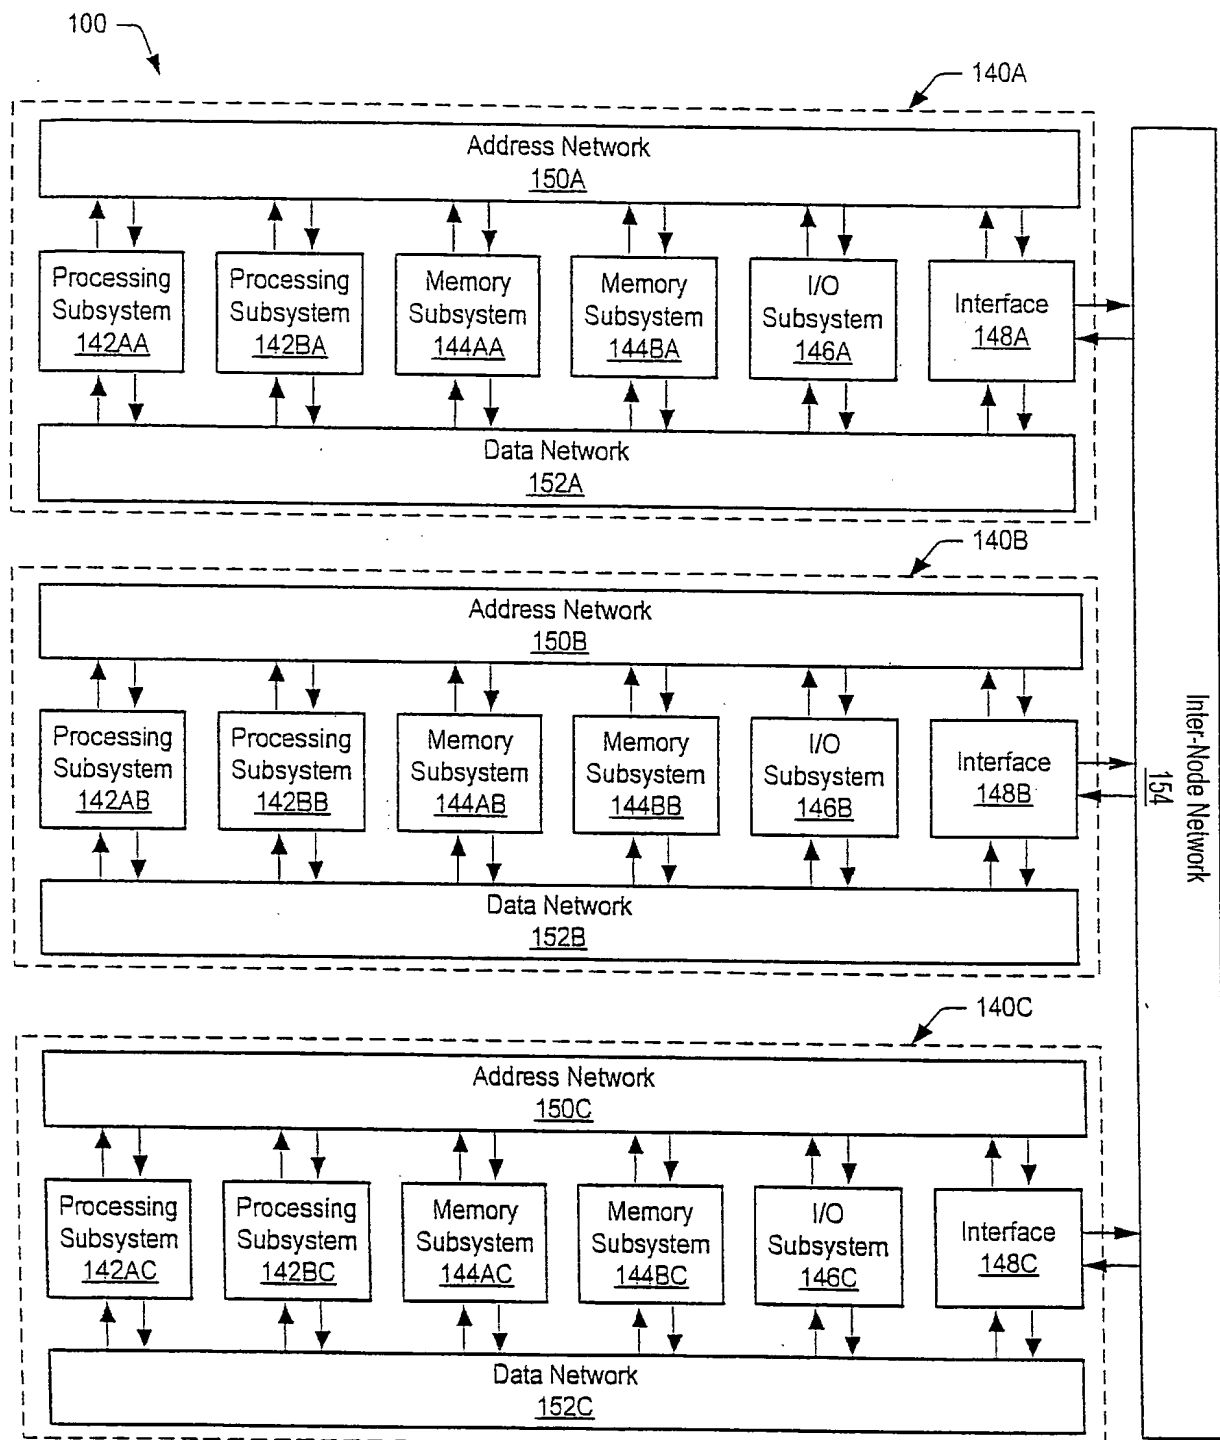 100
140A
Address Network
150A
Processing
Subsystem
142AA
Processing
Subsystem
142BA
Memory
Subsystem
144AA
Memory
Subsystem
144BA
I/O
Subsystem
146A
Interface
148A
Data Network
152A
140B
Address Network
150B
Processing
Subsystem
142AB
Processing
Subsystem
142BB
Memory
Subsystem
144AB
Memory
Subsystem
144BB
I/O
Subsystem
146B
Interface
148B
Data Network
152B
140C
Address Network
150C
Processing
Subsystem
142AC
Processing
Subsystem
142BC
Memory
Subsystem
144AC
Memory
Subsystem
144BC
I/O
Subsystem
146C
Interface
148C
Data Network
152C
Inter-Node Network
154